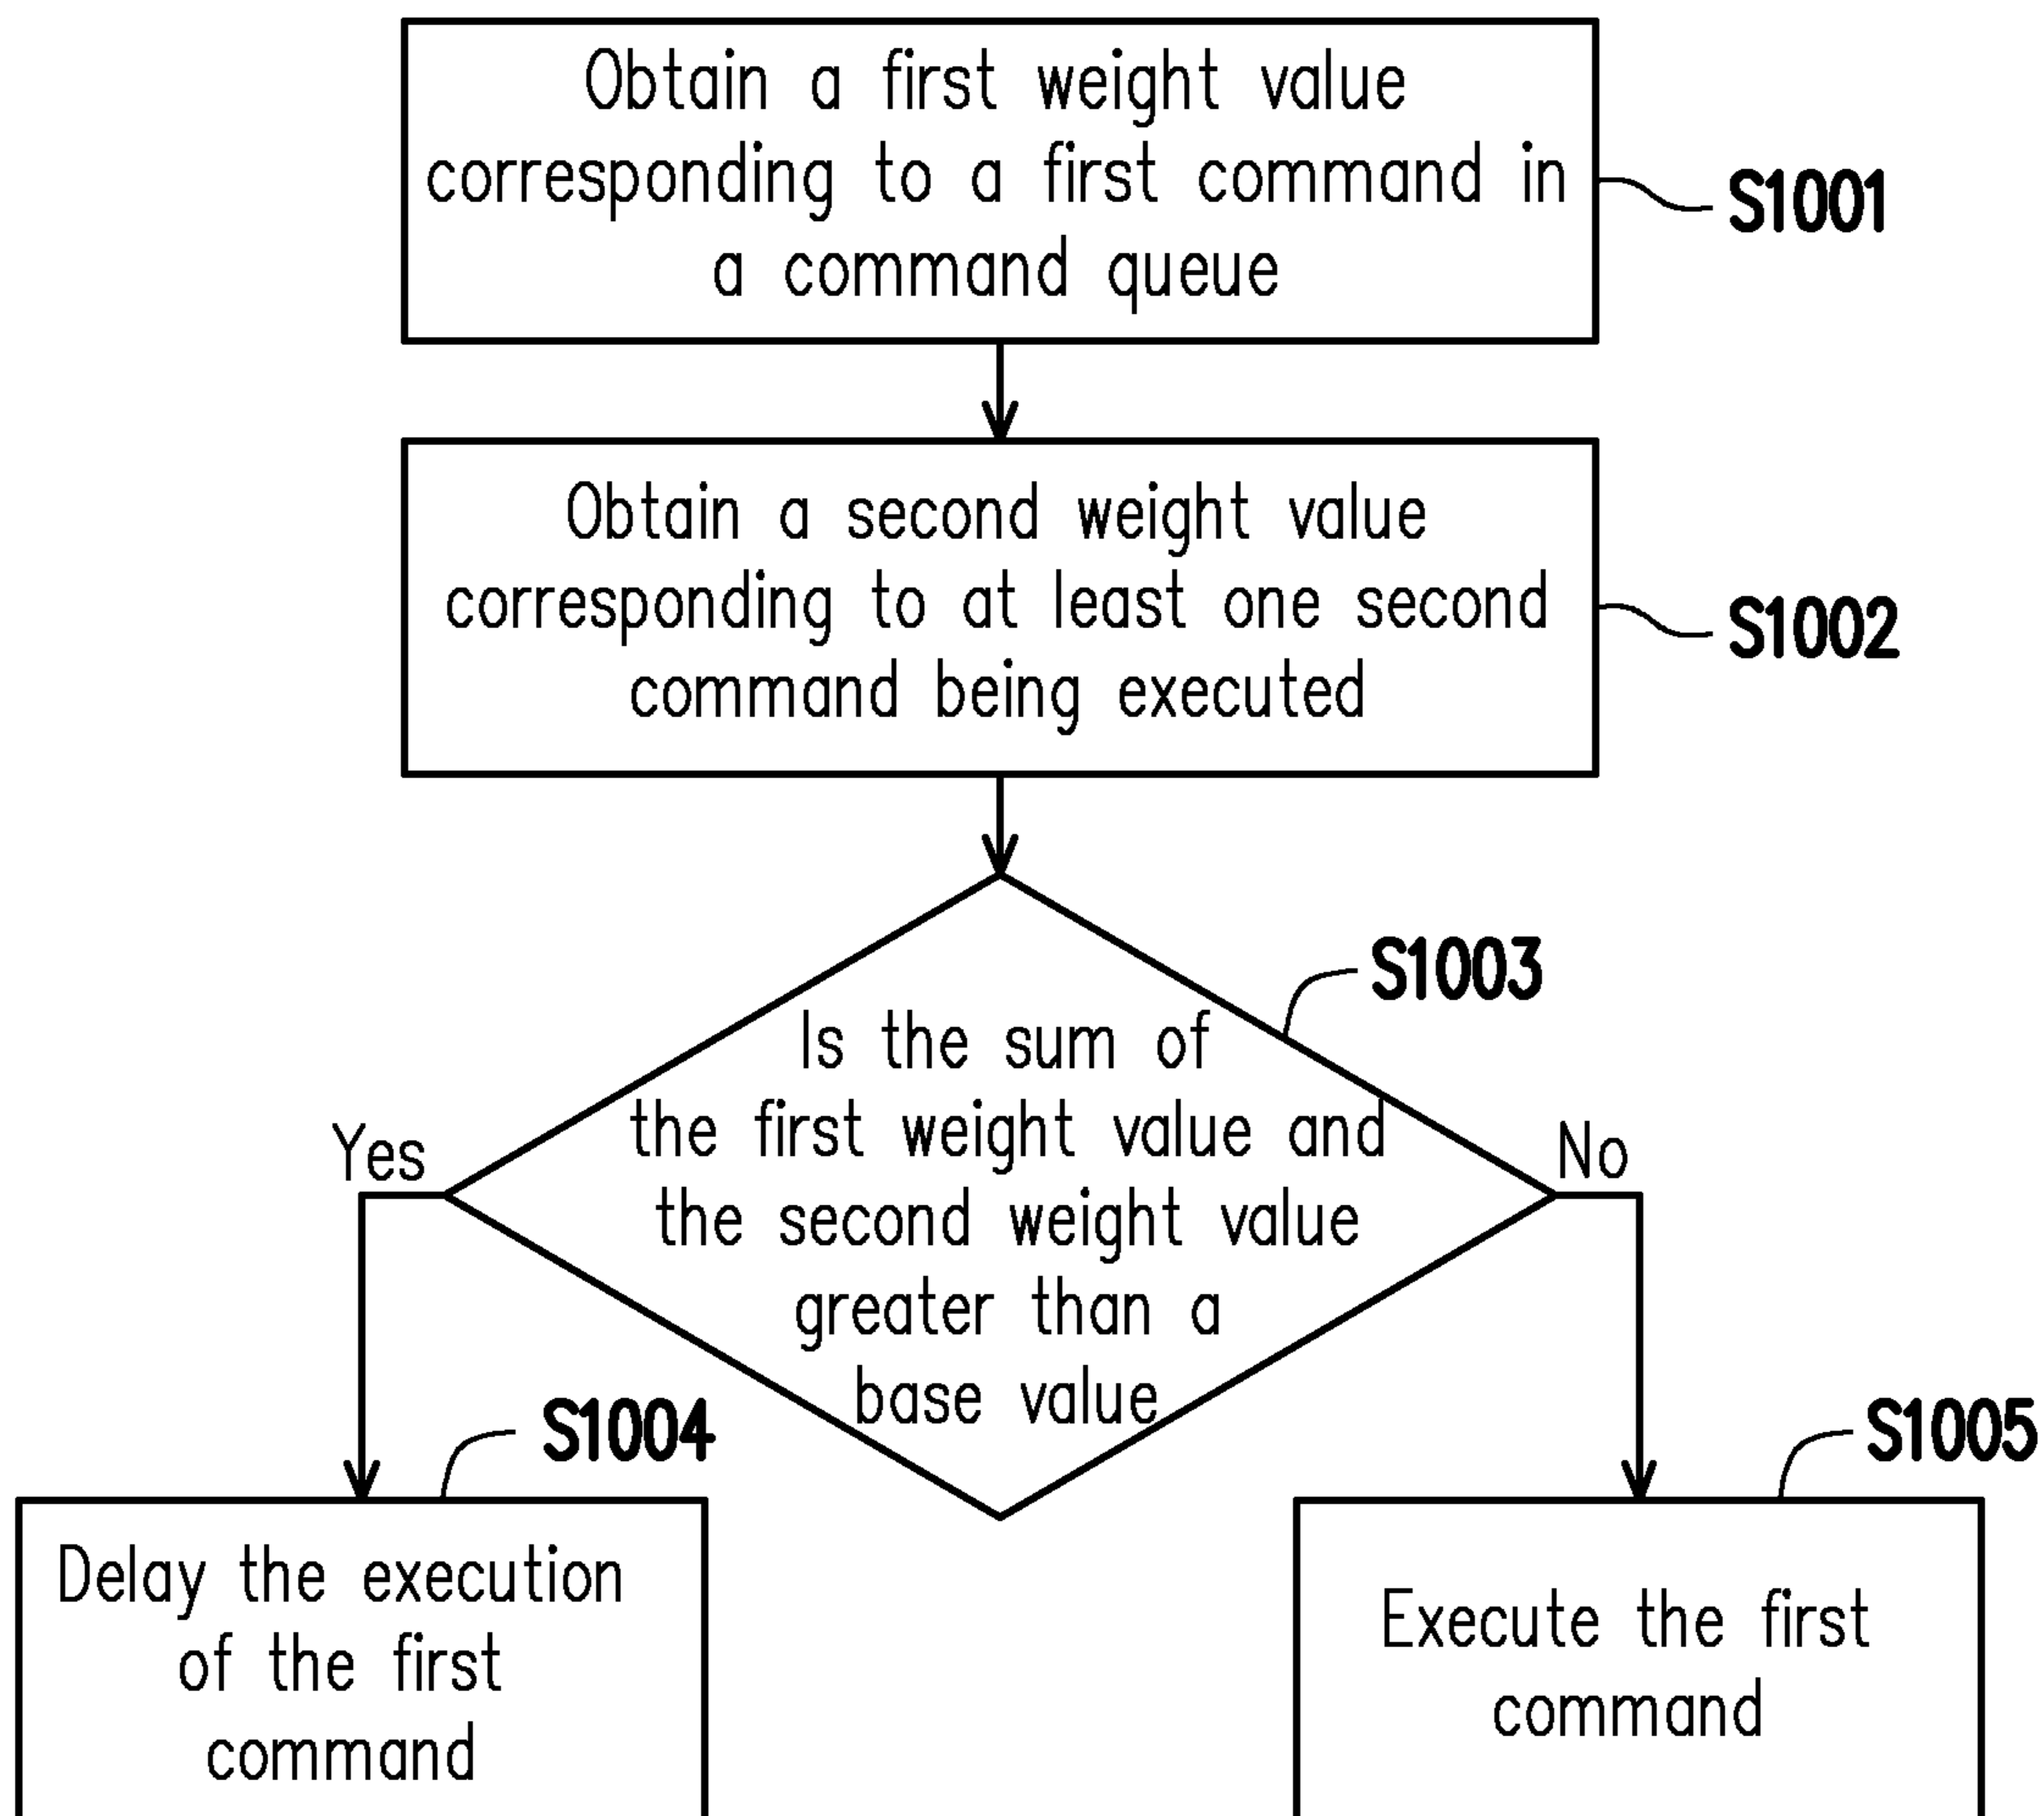 Obtain a first weight value
corresponding to a first command in
a command queue
S1001
Obtain a second weight value
corresponding to at least one second
command being executed
S1002
S1003
Is the sum of
the first weight value and
the second weight value
greater than a
base value
Yes
No
S1004
Delay the execution
of the first
command
S1005
Execute the first
command